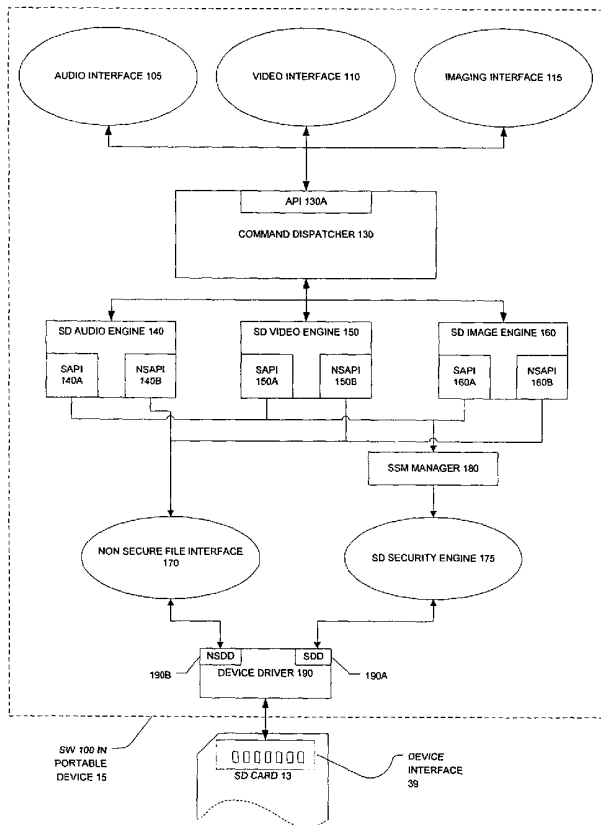 AUDIO INTERFACE 105
VIDEO INTERFACE 110
IMAGING INTERFACE 115
API 130A
COMMAND DISPATCHER 130
SD AUDIO ENGINE 140
SD VIDEO ENGINE 150
SD IMAGE ENGINE 160
SAPI
140A
NSAPI
140B
SAPI
150A
NSAPI
150B
SAPI
160A
NSAPI
160B
SSM MANAGER 180
NON SECURE FILE INTERFACE
170
SD SECURITY ENGINE 175
NSDD
SDD
DEVICE DRIVER 190
190B
190A
SW 100 IN
PORTABLE
DEVICE 15
SD CARD 13
DEVICE
INTERFACE
39